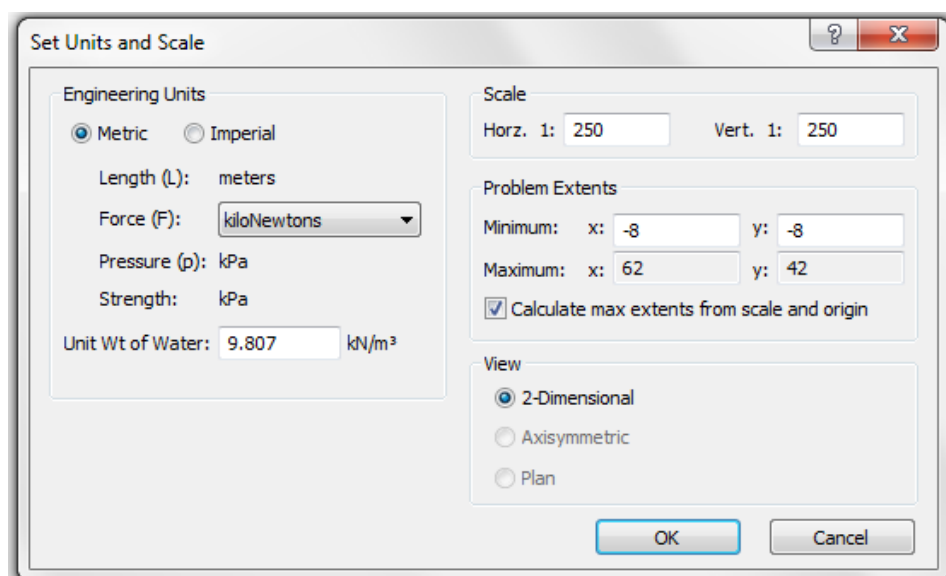 Set Units and Scale
Engineering Units
Metric Imperial
Length (L): meters
Force (F): kiloNewtons
Pressure (p): kPa
Strength: kPa
Unit Wt of Water: 9.807 kN/m³
Scale
Horz. 1: 250 Vert. 1: 250
Problem Extents
Minimum: x: -8 y: -8
Maximum: x: 62 y: 42
Calculate max extents from scale and origin
View
2-Dimensional
Axisymmetric
Plan
OK Cancel